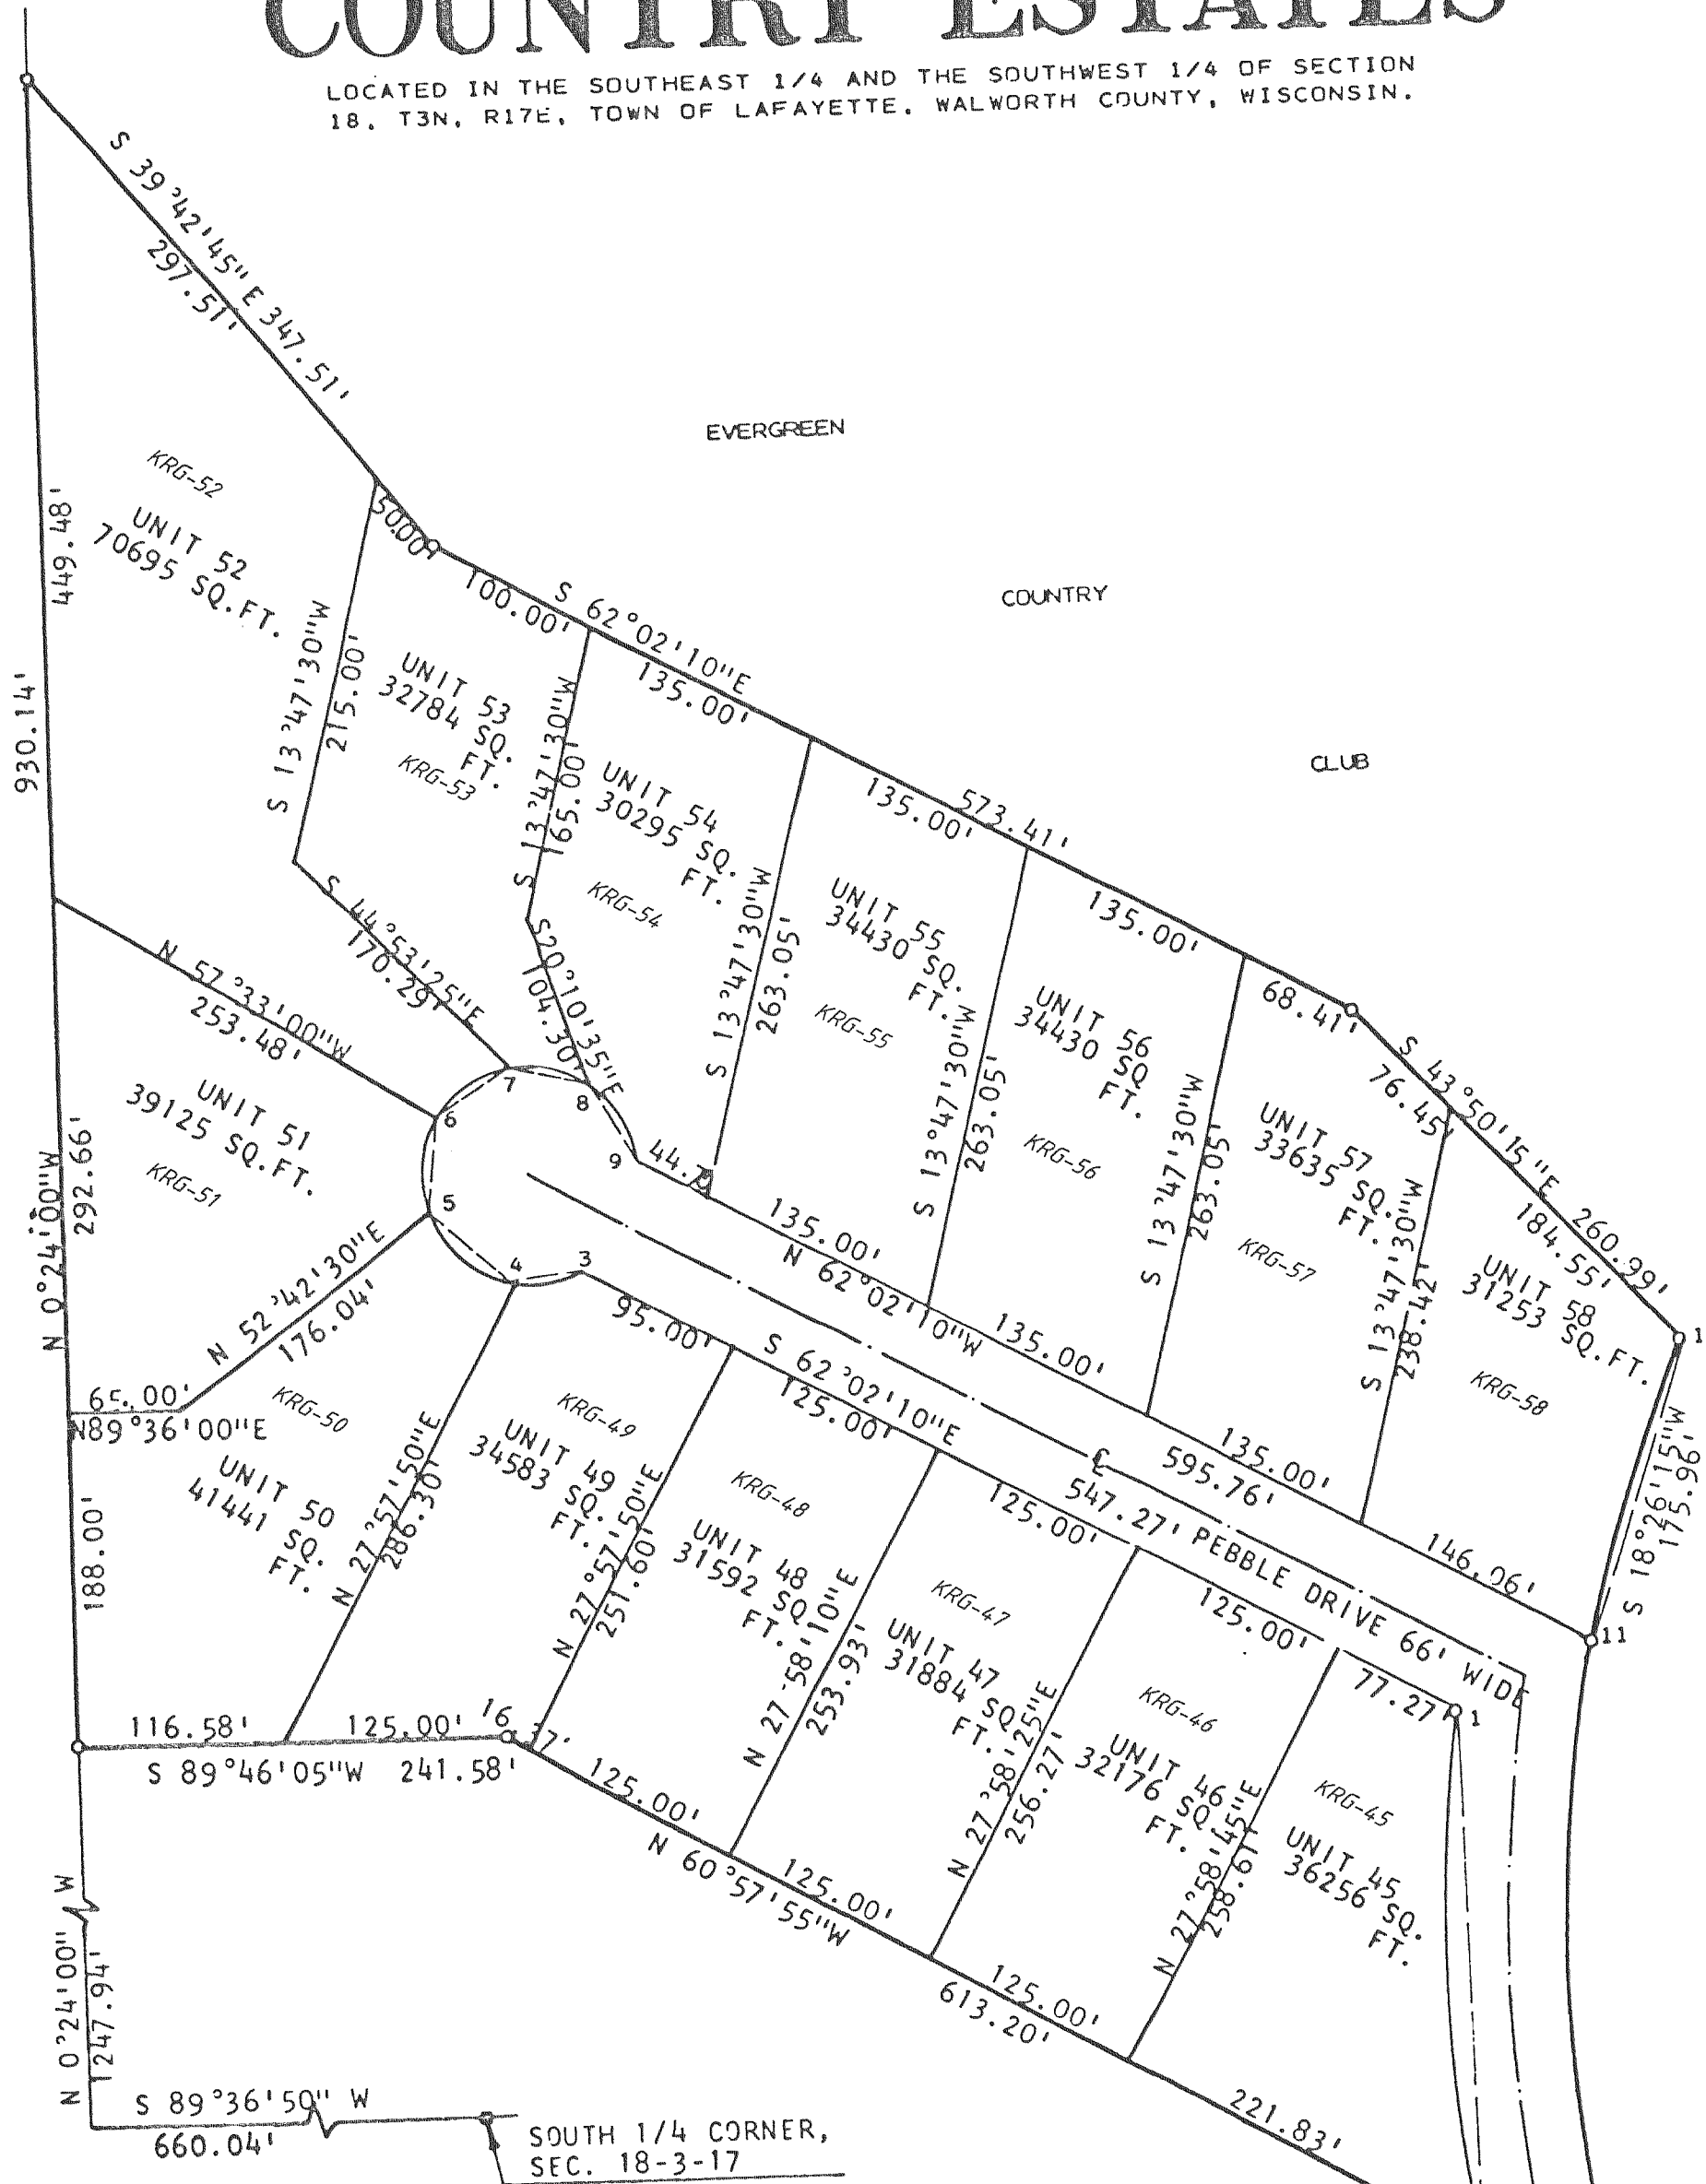 COUNTRY ESTATES
LOCATED IN THE SOUTHEAST 1/4 AND THE SOUTHWEST 1/4 OF SECTION
18, T3N, R17E, TOWN OF LAFAYETTE, WALWORTH COUNTY, WISCONSIN.
S 39°42'45"E 347.51'
297.51'
EVERGREEN
COUNTRY
CLUB
KRG-52
UNIT 52
70695 SQ.FT.
449.48'
930.14'
50.00'
100.00'
S 62°02'10"E
135.00'
573.41'
135.00'
135.00'
68.41'
S 13°47'30"W
215.00'
UNIT 53
32784 SQ.
FT.
KRG-53
S 13°47'30"W
165.00'
UNIT 54
30295 SQ.
FT.
KRG-54
S 13°47'30"W
263.05'
UNIT 55
34430 SQ.
FT.
KRG-55
S 13°47'30"W
263.05'
UNIT 56
34430 SQ
FT.
KRG-56
S 13°47'30"W
263.05'
UNIT 57
33635 SQ.
FT.
KRG-57
S 43°50'15"E 260.99'
76.45'
184.55'
S 13°47'30"W
238.42'
UNIT 58
31253 SQ.FT.
KRG-58
1
S 18°26'15"W
175.96'
11
S 44°53'25"E
170.29'
S20°10'35"E
104.30'
N 57°33'00"W
253.48'
UNIT 51
39125 SQ.FT.
KRG-51
N 0°24'00"W
292.66'
7
8
6
9
5
4
3
44.7
135.00'
N 62°02'10"W
135.00'
135.00'
595.76'
146.06'
N 52°42'30"E
176.04'
65.00'
N89°36'00"E
95.00'
S 62°02'10"E
125.00'
℄
547.27' PEBBLE DRIVE 66' WIDE
125.00'
125.00'
77.27'
1
KRG-50
UNIT 50
41441 SQ.
FT.
188.00'
N 27°57'50"E
286.30'
KRG-49
UNIT 49
34583 SQ.
FT.
N 27°57'50"E
251.60'
KRG-48
UNIT 48
31592 SQ.
FT.
N 27°58'10"E
253.93'
KRG-47
UNIT 47
31884 SQ.
FT.
N 27°58'25"E
256.27'
KRG-46
UNIT 46
32176 SQ.
FT.
N 27°58'45"E
258.61'
KRG-45
UNIT 45
36256 SQ.
FT.
116.58'
125.00'
16.37'
S 89°46'05"W 241.58'
125.00'
N 60°57'55"W
125.00'
125.00'
613.20'
221.83'
N 0°24'00" W
1247.94'
S 89°36'50" W
660.04'
SOUTH 1/4 CORNER,
SEC. 18-3-17